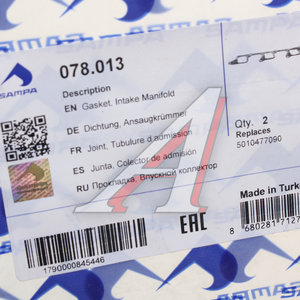 SAMPA
078.013
Description
EN Gasket, Intake Manifold
DE Dichtung, Ansaugkrümmer
FR Joint, Tubulure d admission
ES Junta, Colector de admisión
RU Прокладка, Впускной коллектор
Qty. 2
Replaces
5010477090
EAC
Made in Turk
1790000845446
8 680281 7127